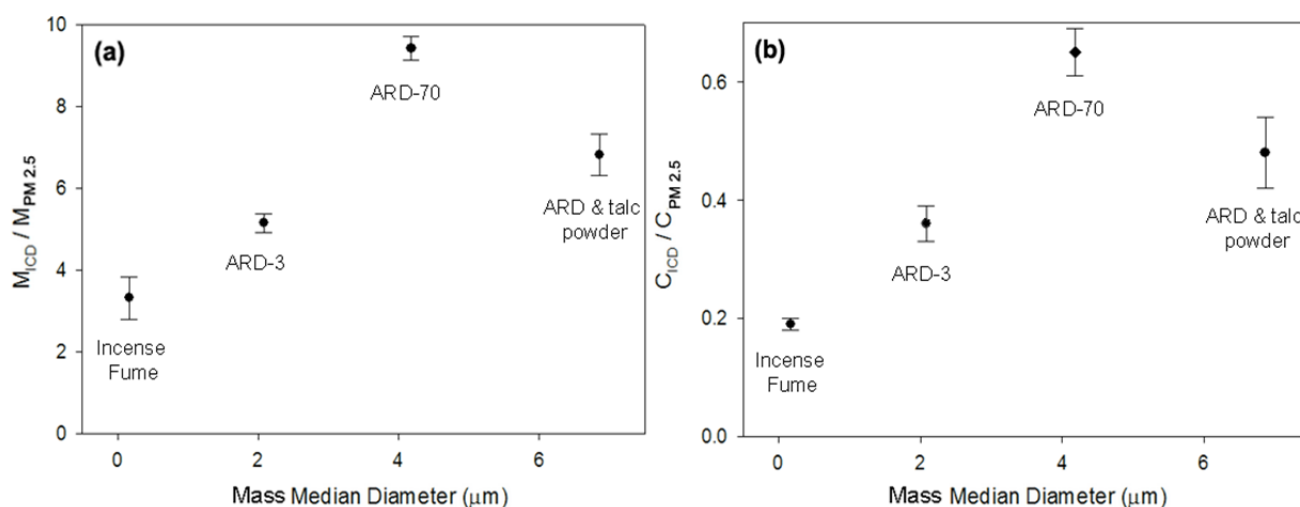 (a)
10
8
6
4
2
0
M_ICD / M_PM 2.5
ARD-70
ARD-3
Incense
Fume
ARD & talc
powder
0 2 4 6
Mass Median Diameter (μm)
(b)
0.6
0.4
0.2
0.0
C_ICD / C_PM 2.5
ARD-70
ARD-3
Incense
Fume
ARD & talc
powder
0 2 4 6
Mass Median Diameter (μm)